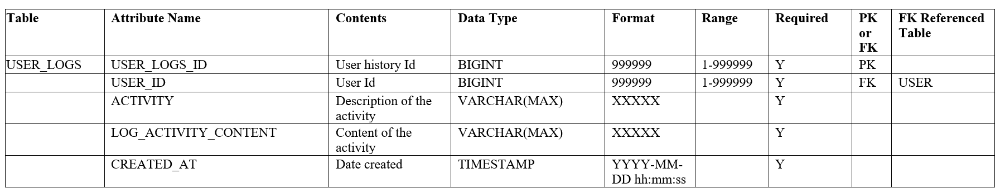 Table Attribute Name Contents Data Type Format Range Required PK or FK FK Referenced Table
USER_LOGS USER_LOGS_ID User history Id BIGINT 999999 1-999999 Y PK
USER_ID User Id BIGINT 999999 1-999999 Y FK USER
ACTIVITY Description of the activity VARCHAR(MAX) XXXXX Y
LOG_ACTIVITY_CONTENT Content of the activity VARCHAR(MAX) XXXXX Y
CREATED_AT Date created TIMESTAMP YYYY-MM-DD hh:mm:ss Y